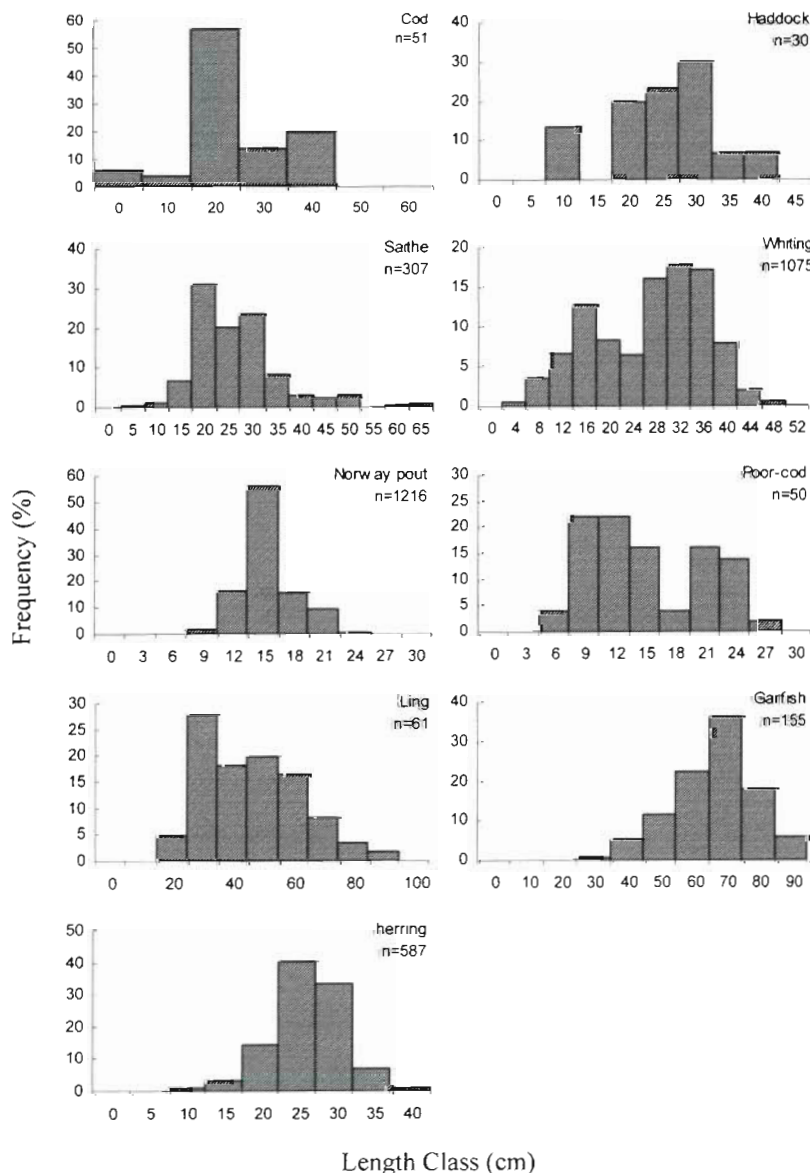 Cod
n=51
60
50
40
30
20
10
0
0 10 20 30 40 50 60
Haddock
n=30
40
30
20
10
0
0 5 10 15 20 25 30 35 40 45
Saithe
n=307
40
30
20
10
0
0 5 10 15 20 25 30 35 40 45 50 55 60 65
Whiting
n=1075
20
15
10
5
0
0 4 8 12 16 20 24 28 32 36 40 44 48 52
Norway pout
n=1216
60
50
40
30
20
10
0
0 3 6 9 12 15 18 21 24 27 30
Poor-cod
n=50
30
25
20
15
10
5
0
0 3 6 9 12 15 18 21 24 27 30
Frequency (%)
Ling
n=61
30
25
20
15
10
5
0
0 20 40 60 80 100
Garfish
n=155
40
30
20
10
0
0 10 20 30 40 50 60 70 80 90
herring
n=587
50
40
30
20
10
0
0 5 10 15 20 25 30 35 40
Length Class (cm)